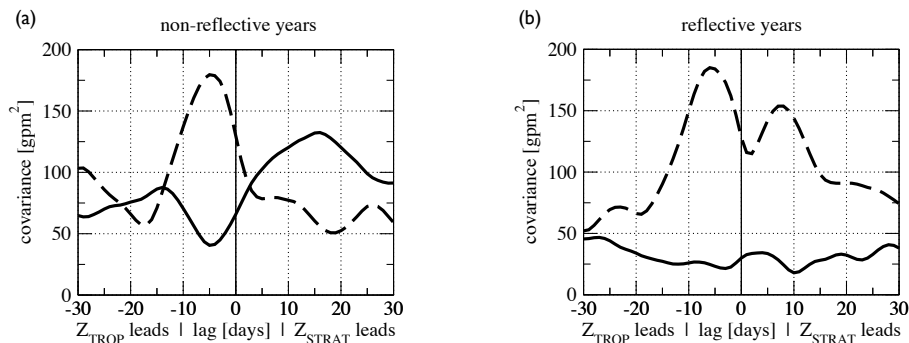 (a)
non-reflective years
covariance [gpm²]
200
150
100
50
0
-30 -20 -10 0 10 20 30
Z_TROP leads | lag [days] | Z_STRAT leads
(b)
reflective years
covariance [gpm²]
200
150
100
50
0
-30 -20 -10 0 10 20 30
Z_TROP leads | lag [days] | Z_STRAT leads